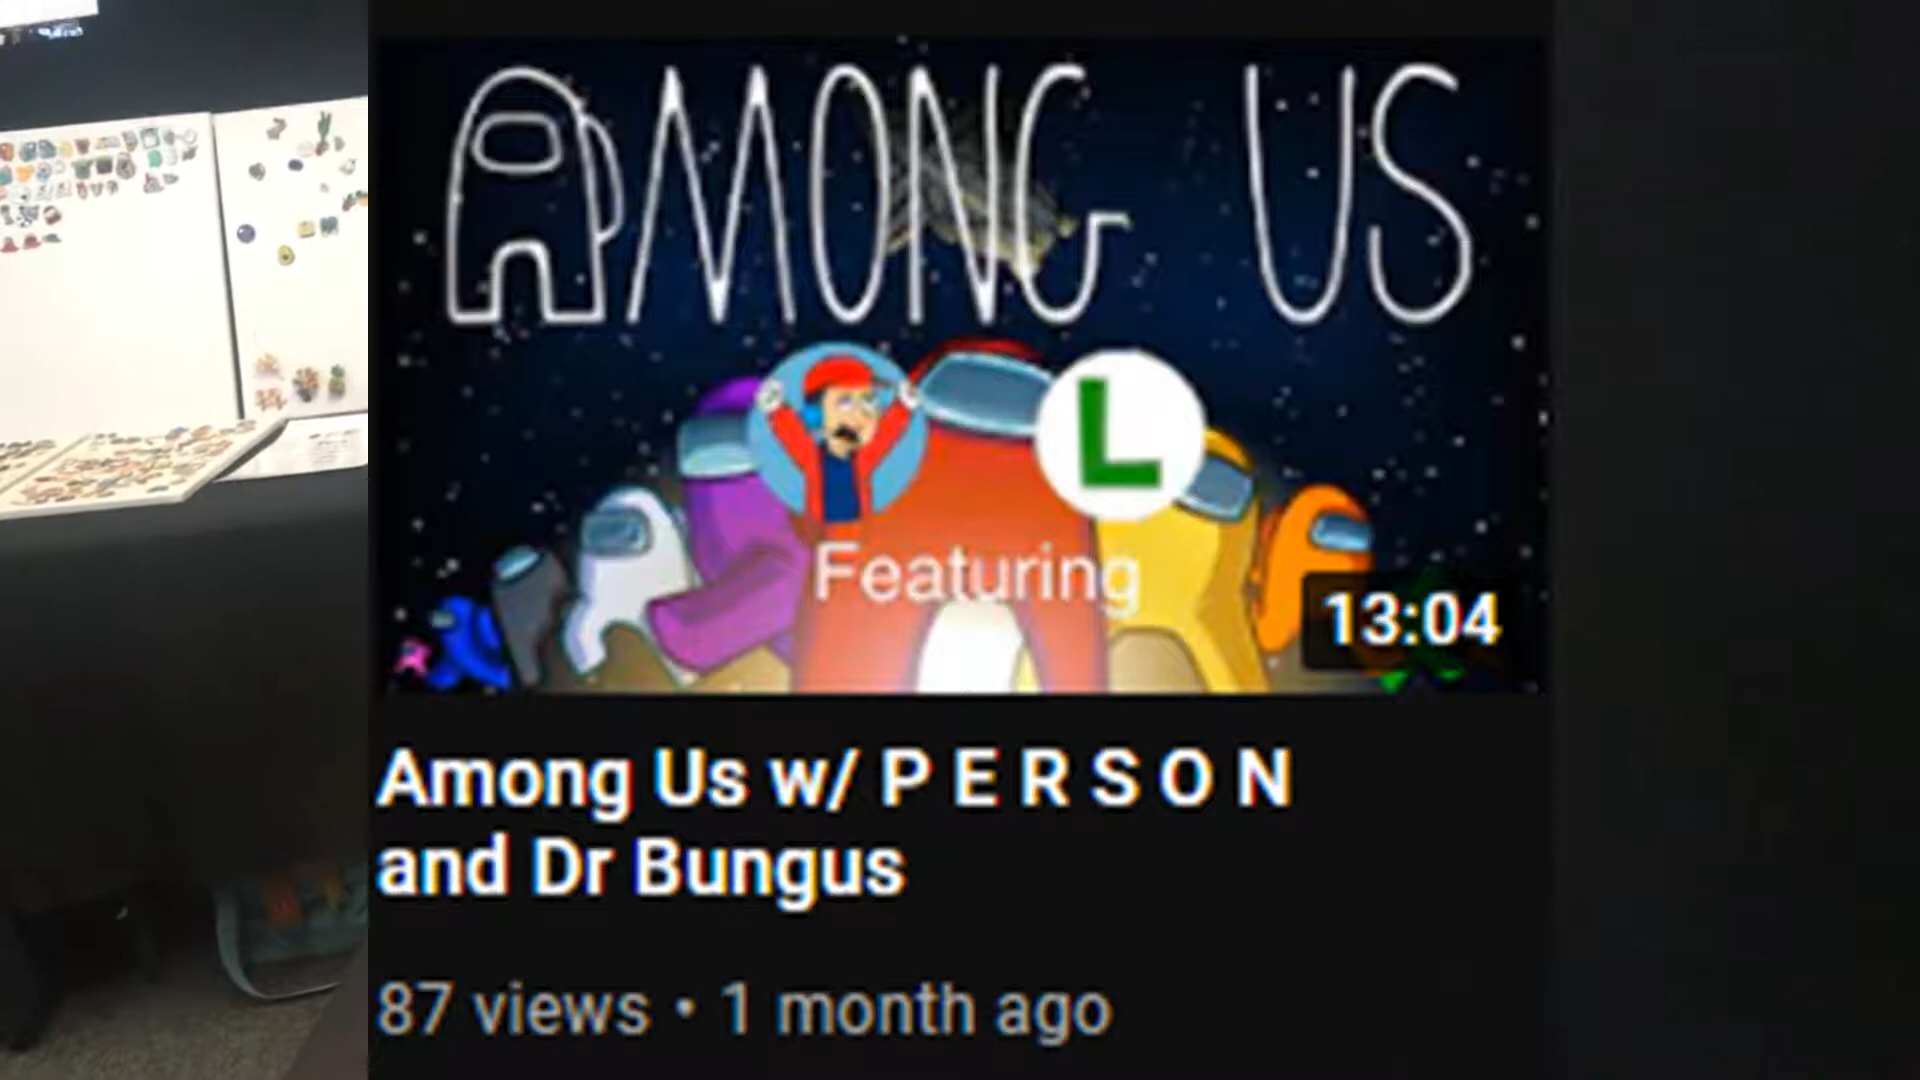 AMONG US
L
Featuring
13:04
Among Us w/ P E R S O N
and Dr Bungus
87 views • 1 month ago